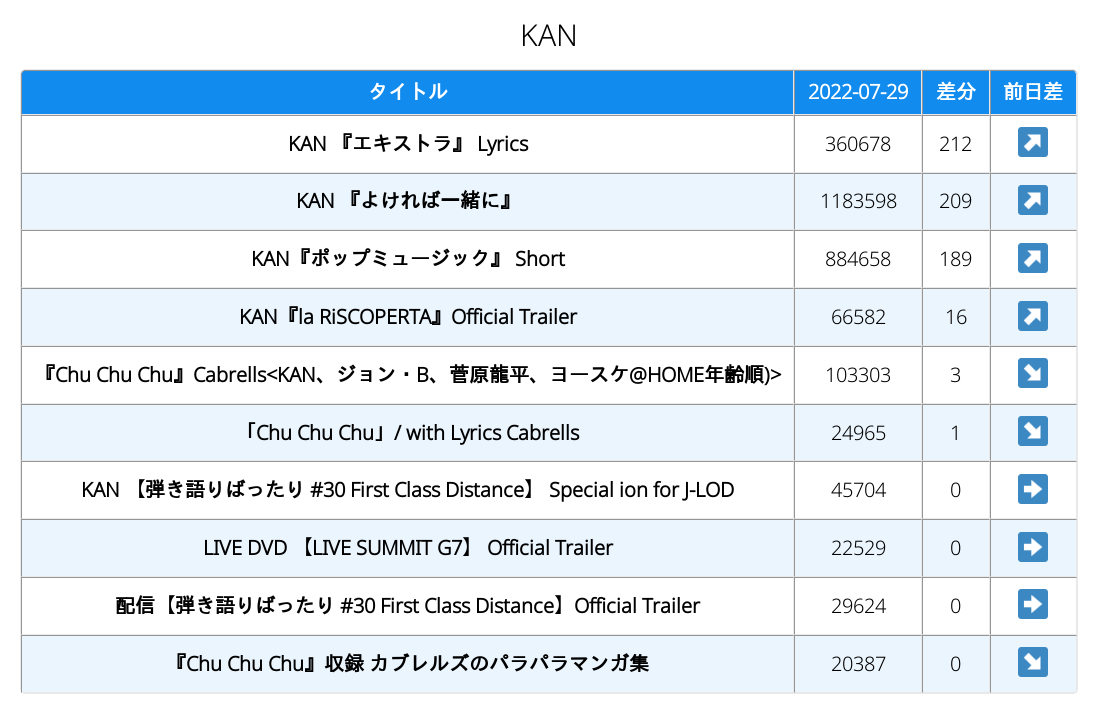 KAN
タイトル 2022-07-29 差分 前日差
KAN 『エキストラ』 Lyrics 360678 212 ↗
KAN 『よければ一緒に』 1183598 209 ↗
KAN『ポップミュージック』 Short 884658 189 ↗
KAN『la RiSCOPERTA』Official Trailer 66582 16 ↗
『Chu Chu Chu』Cabrells<KAN、ジョン・B、菅原龍平、ヨースケ@HOME年齢順)> 103303 3 ↘
「Chu Chu Chu」/ with Lyrics Cabrells 24965 1 ↘
KAN 【弾き語りばったり #30 First Class Distance】 Special ion for J-LOD 45704 0 →
LIVE DVD 【LIVE SUMMIT G7】 Official Trailer 22529 0 →
配信【弾き語りばったり #30 First Class Distance】Official Trailer 29624 0 →
『Chu Chu Chu』収録 カブレルズのパラパラマンガ集 20387 0 ↘